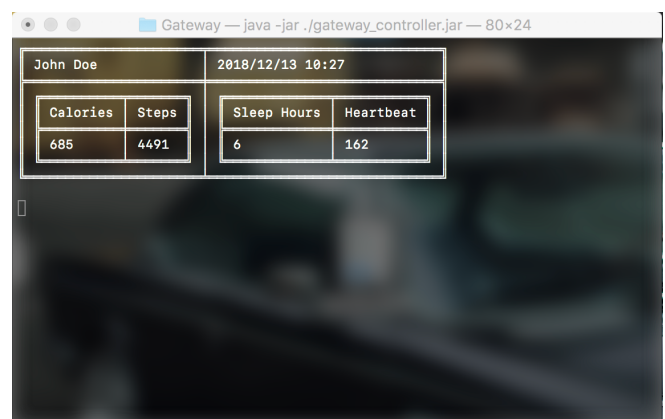 Gateway — java -jar ./gateway_controller.jar — 80×24
John Doe 2018/12/13 10:27
Calories Steps Sleep Hours Heartbeat
685 4491 6 162